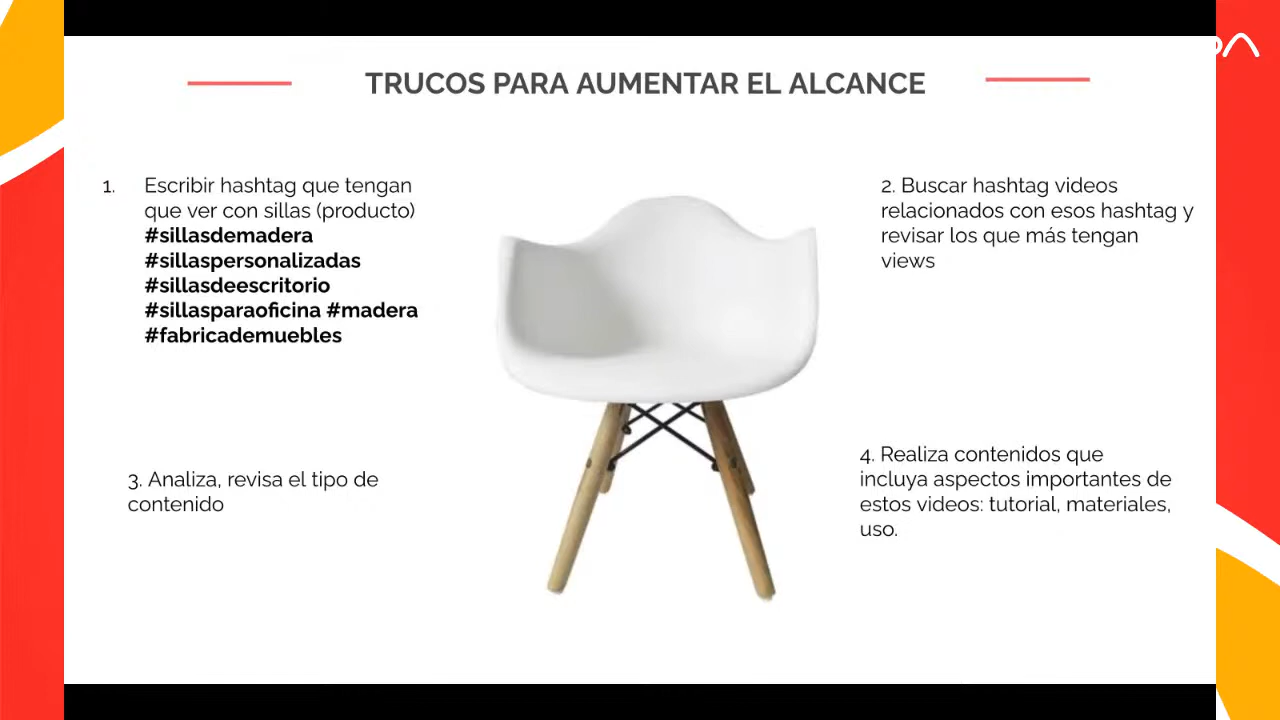 TRUCOS PARA AUMENTAR EL ALCANCE
1. Escribir hashtag que tengan
que ver con sillas (producto)
#sillasdemadera
#sillaspersonalizadas
#sillasdeescritorio
#sillasparaoficina #madera
#fabricademuebles
2. Buscar hashtag videos
relacionados con esos hashtag y
revisar los que más tengan
views
3. Analiza, revisa el tipo de
contenido
4. Realiza contenidos que
incluya aspectos importantes de
estos videos: tutorial, materiales,
uso.